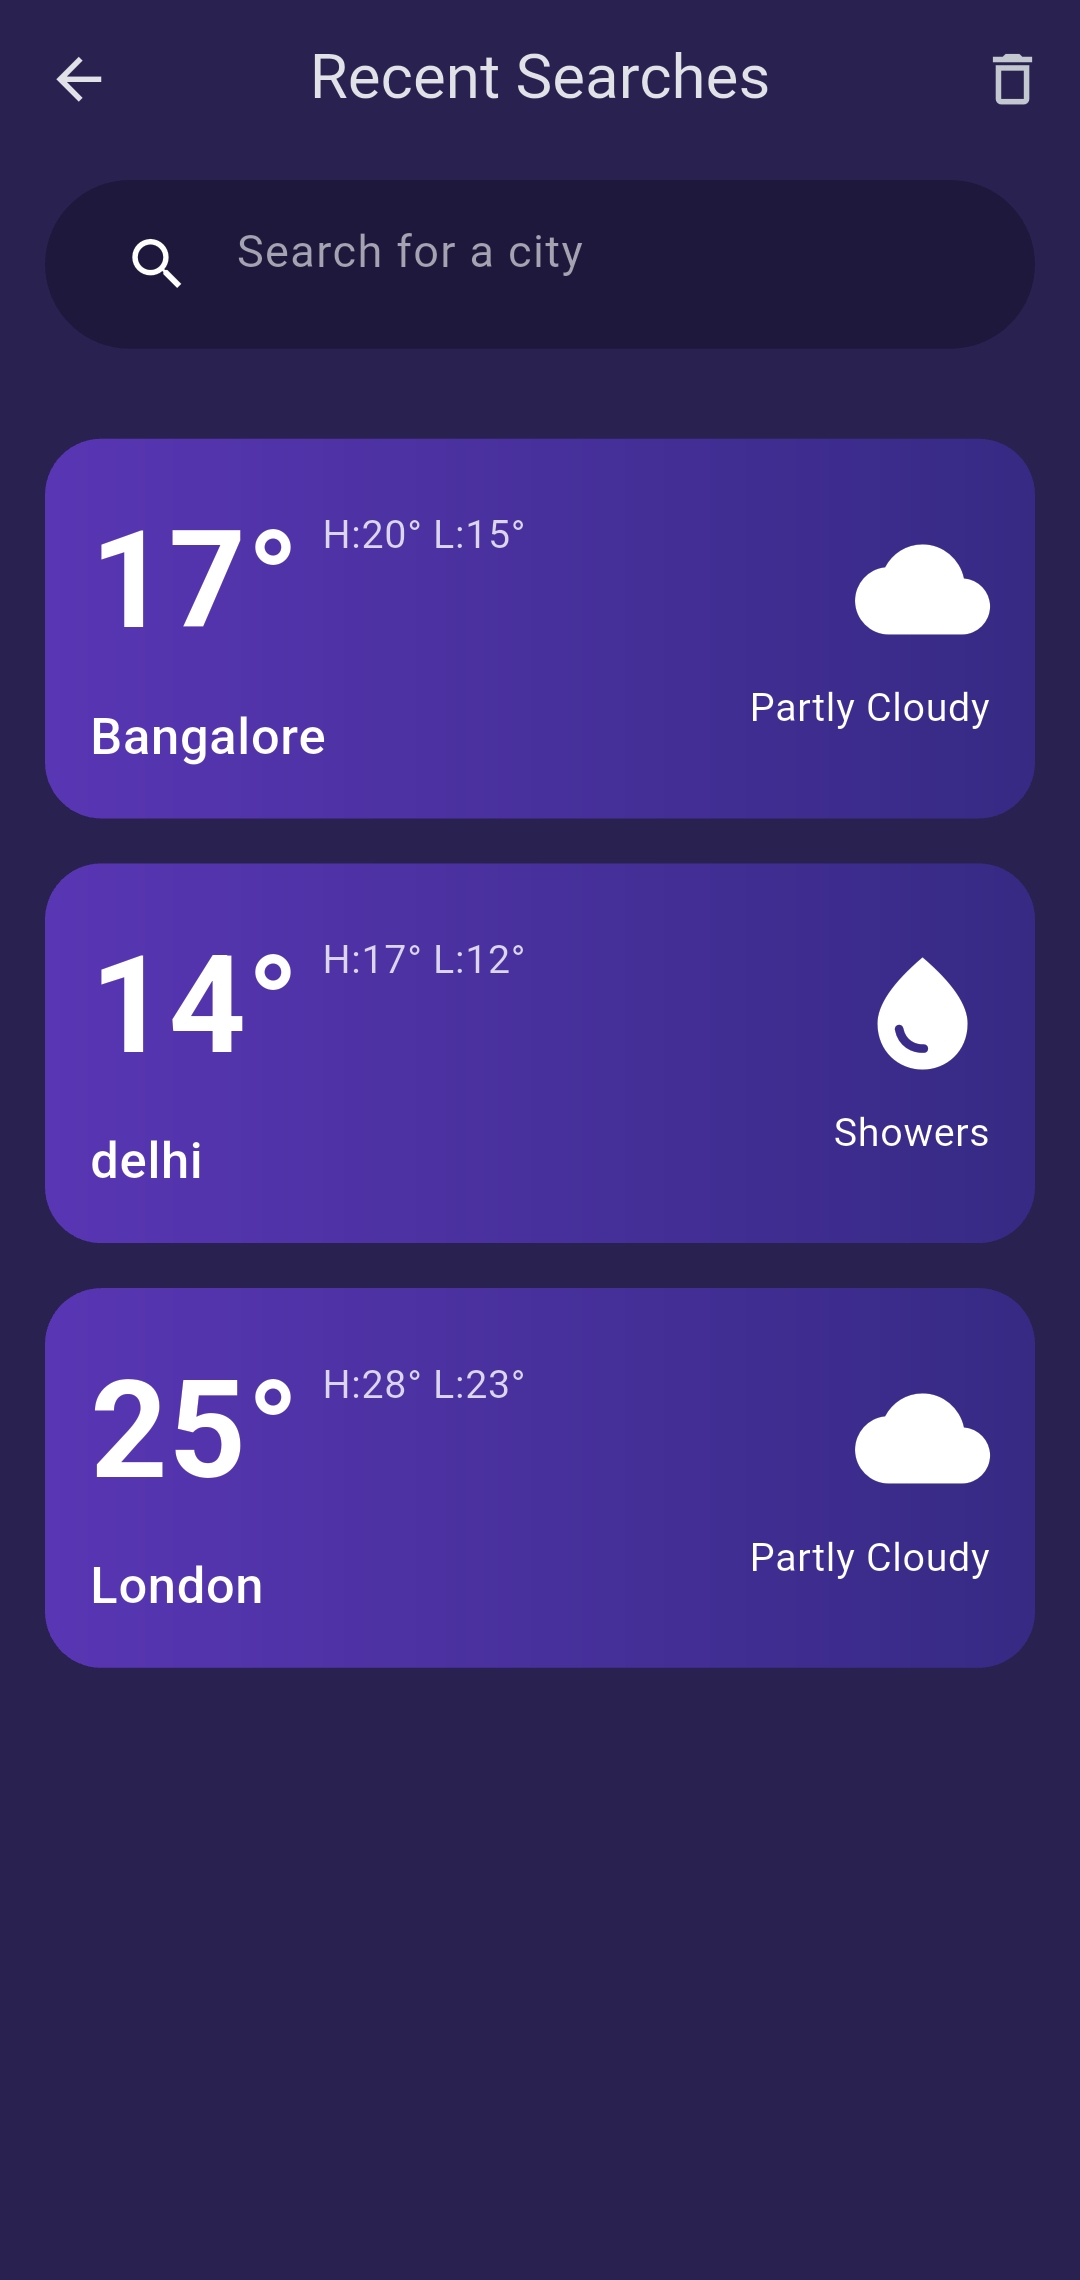 Recent Searches
Search for a city
17° H:20° L:15°
Partly Cloudy
Bangalore
14° H:17° L:12°
Showers
delhi
25° H:28° L:23°
Partly Cloudy
London